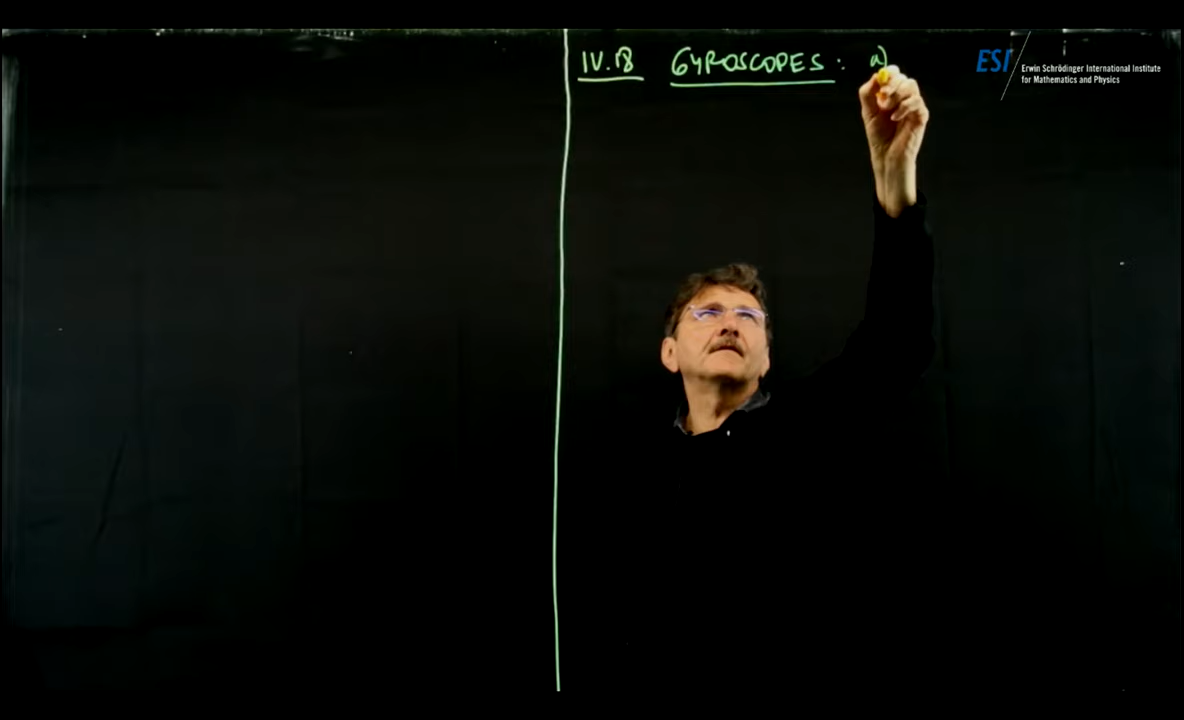 IV.18 GYROSCOPES: a)
ESI Erwin Schrödinger International Institute
for Mathematics and Physics